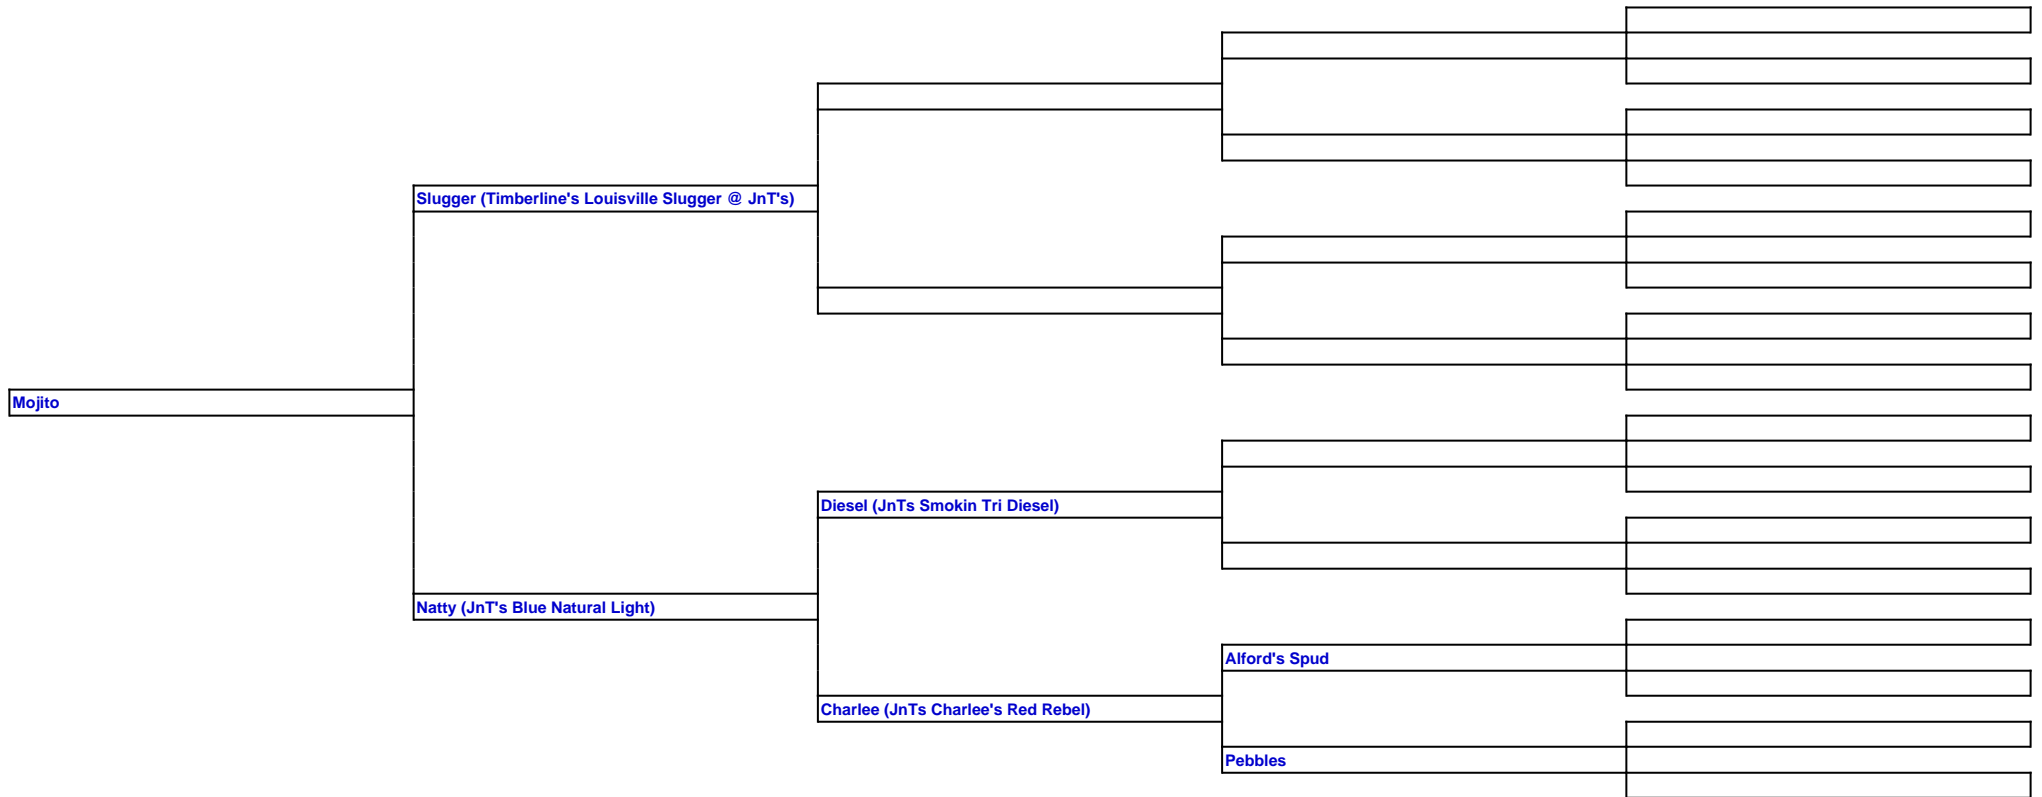 Slugger (Timberline's Louisville Slugger @ JnT's)
Mojito
Diesel (JnTs Smokin Tri Diesel)
Natty (JnT's Blue Natural Light)
Alford's Spud
Charlee (JnTs Charlee's Red Rebel)
Pebbles